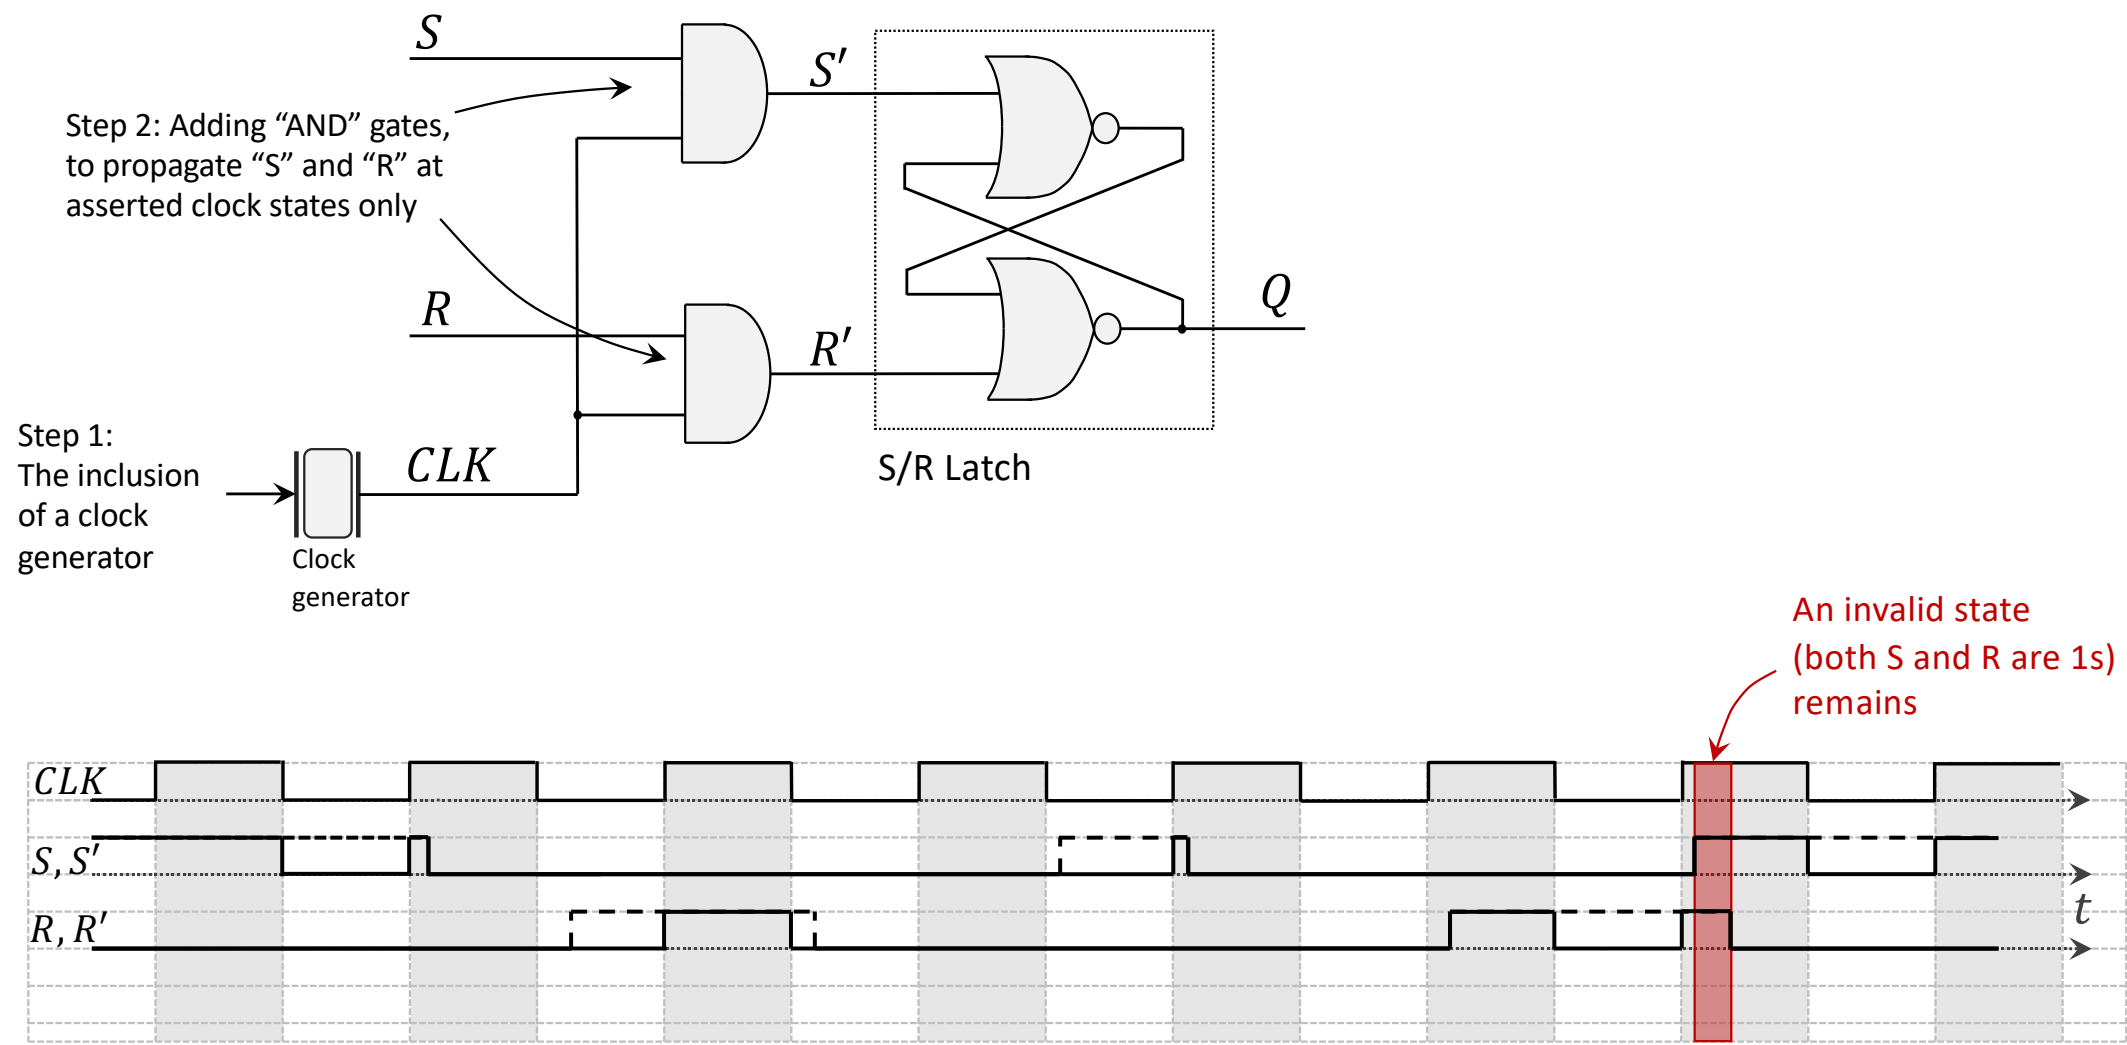 S
S′
Step 2: Adding “AND” gates,
to propagate “S” and “R” at
asserted clock states only
R
R′
Q
Step 1:
The inclusion
of a clock
generator
CLK
S/R Latch
Clock
generator
An invalid state
(both S and R are 1s)
remains
CLK
S, S′
R, R′
t